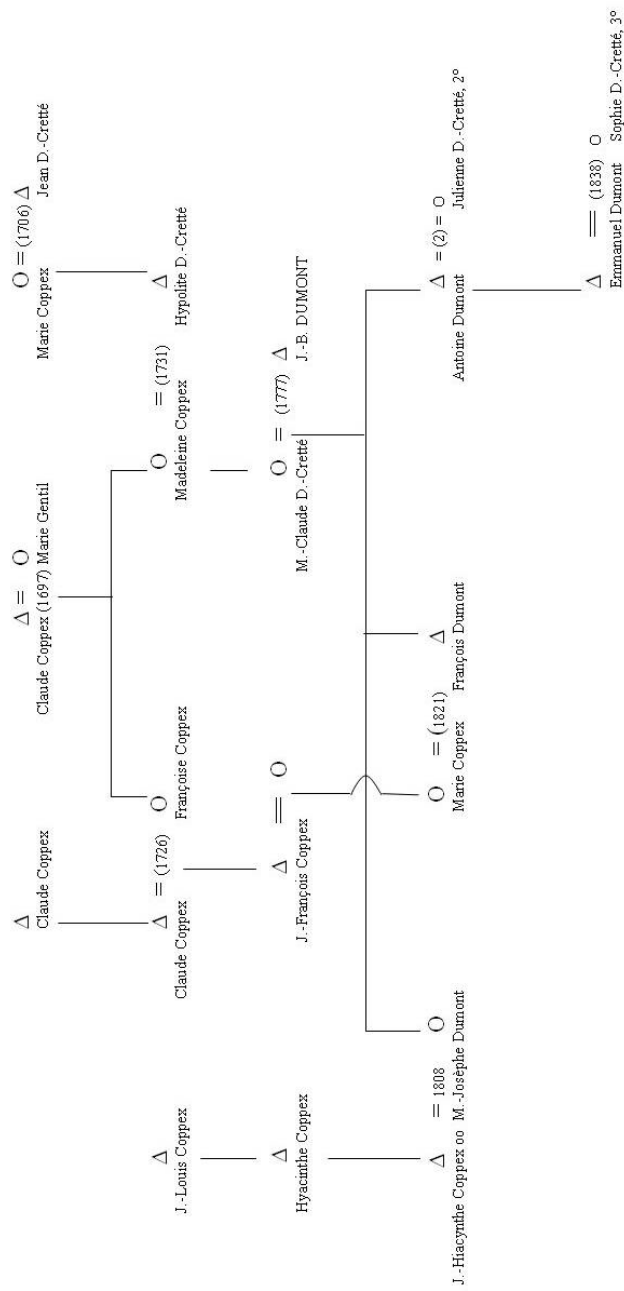 = (1706)
Claude Coppex
Claude Coppex (1697) Marie Gentil
Marie Coppex
Jean D.-Cretté
= (1726)
= (1731)
J.-Louis Coppex
Claude Coppex
Françoise Coppex
Madeleine Coppex
Hypolite D.-Cretté
= (1777)
Hyacinthe Coppex
J.-François Coppex
M.-Claude D.-Cretté
J.-B. DUMONT
= 1808
= (1821)
= (2) =
J.-Hiacynthe Coppex oo M.-Josèphe Dumont
Marie Coppex
François Dumont
Antoine Dumont
Julienne D.-Cretté, 2º
== (1838)
Emmanuel Dumont
Sophie D.-Cretté, 3º